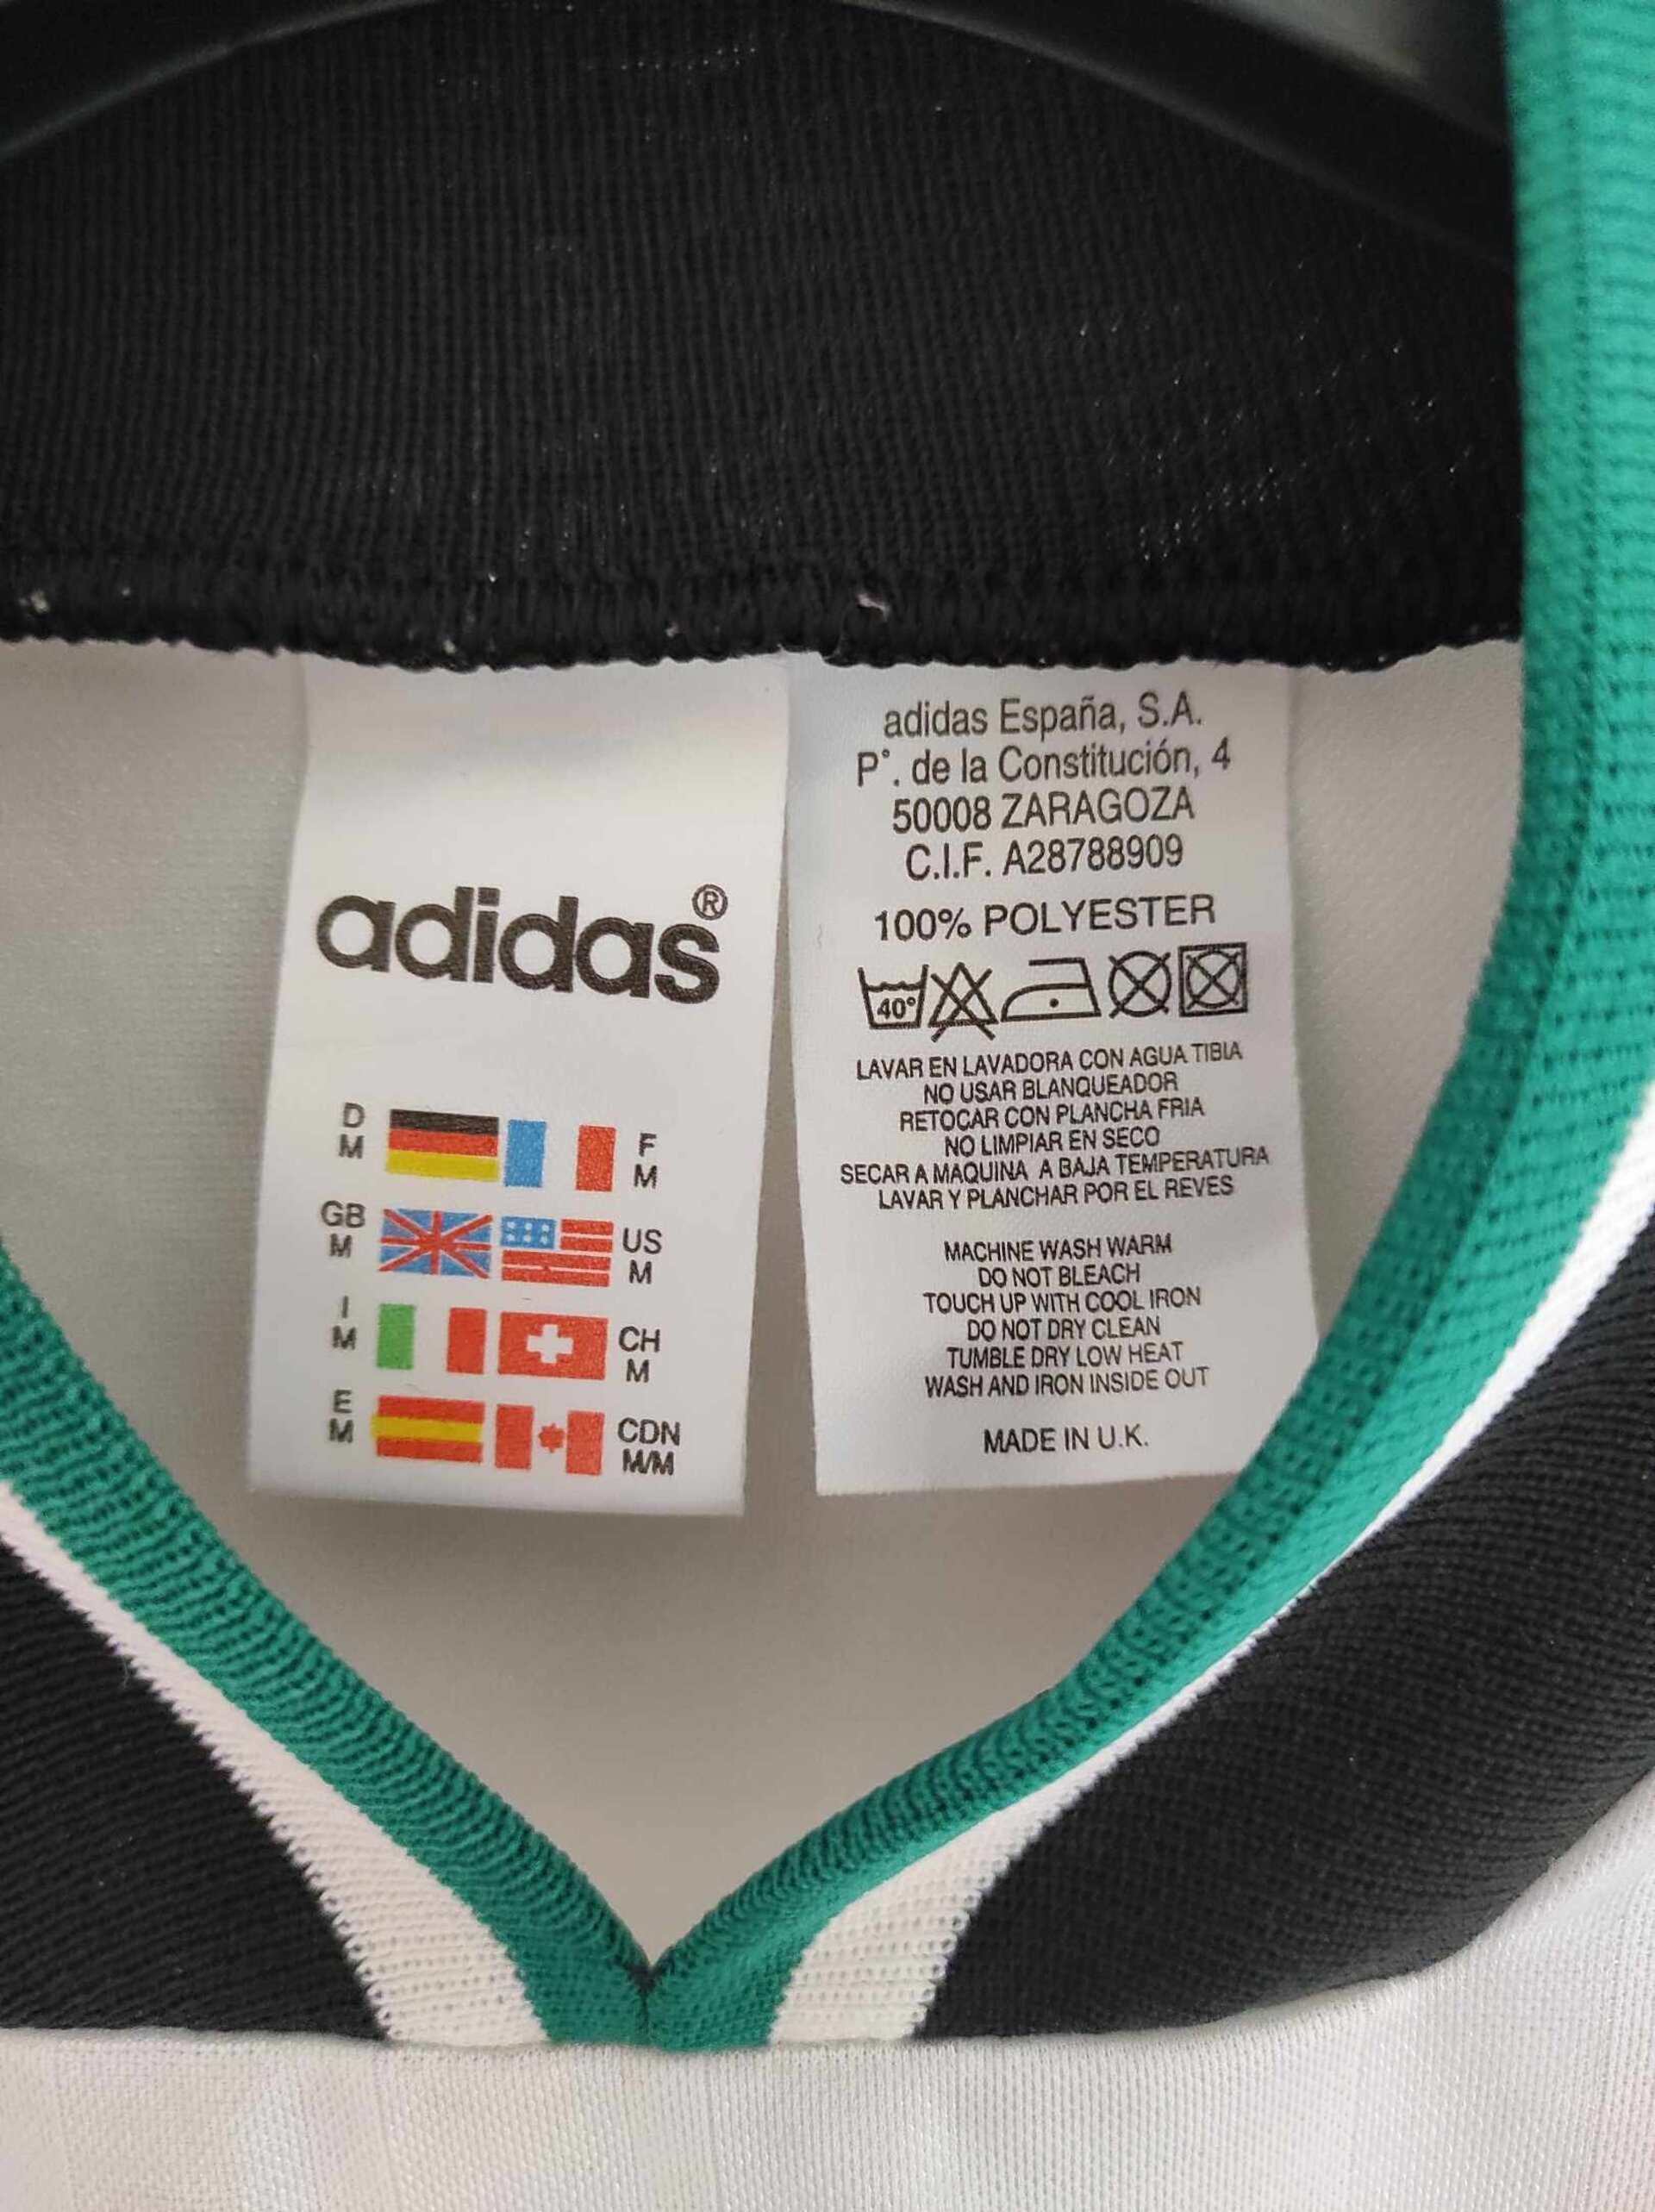 adidas®
D
M
F
M
GB
M
US
M
I
M
CH
M
E
M
CDN
M/M
adidas España, S.A.
P°. de la Constitución, 4
50008 ZARAGOZA
C.I.F. A28788909
100% POLYESTER
40°
LAVAR EN LAVADORA CON AGUA TIBIA
NO USAR BLANQUEADOR
RETOCAR CON PLANCHA FRIA
NO LIMPIAR EN SECO
SECAR A MAQUINA A BAJA TEMPERATURA
LAVAR Y PLANCHAR POR EL REVES
MACHINE WASH WARM
DO NOT BLEACH
TOUCH UP WITH COOL IRON
DO NOT DRY CLEAN
TUMBLE DRY LOW HEAT
WASH AND IRON INSIDE OUT
MADE IN U.K.